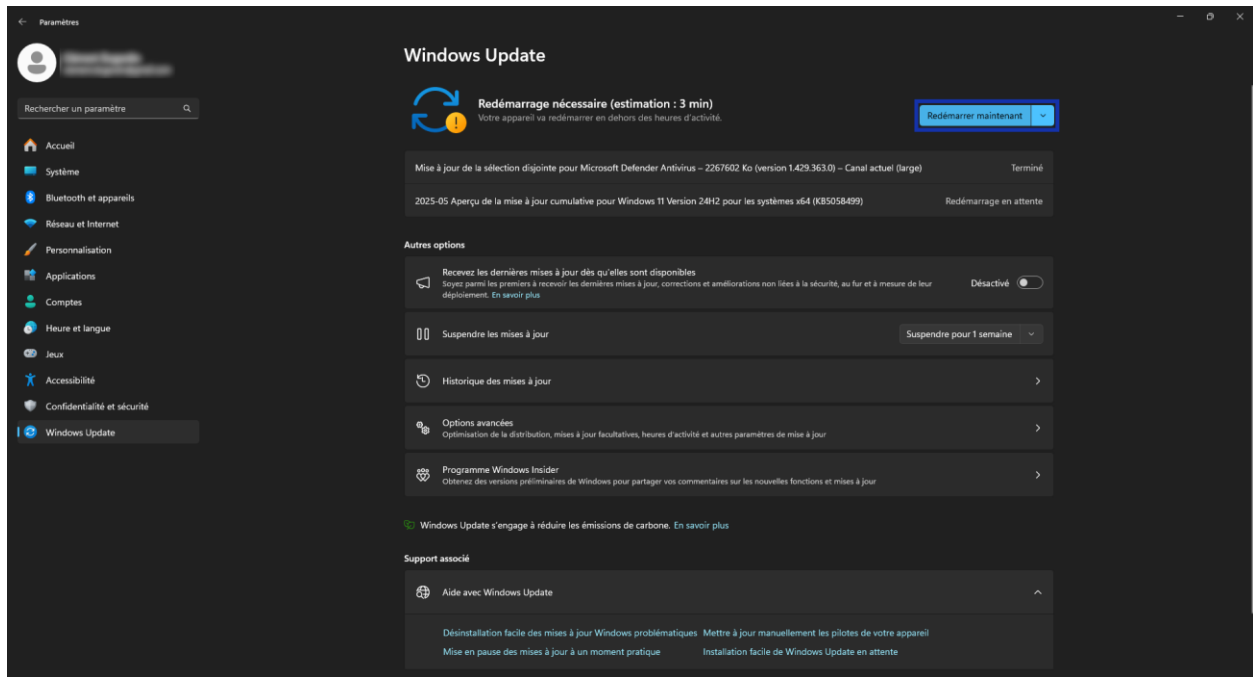 Paramètres
Rechercher un paramètre
Accueil
Système
Bluetooth et appareils
Réseau et Internet
Personnalisation
Applications
Comptes
Heure et langue
Jeux
Accessibilité
Confidentialité et sécurité
Windows Update
Windows Update
Redémarrage nécessaire (estimation : 3 min)
Votre appareil va redémarrer en dehors des heures d'activité.
Redémarrer maintenant
Mise à jour de la sélection disjointe pour Microsoft Defender Antivirus – 2267602 Ko (version 1.429.363.0) – Canal actuel (large)
Terminé
2025-05 Aperçu de la mise à jour cumulative pour Windows 11 Version 24H2 pour les systèmes x64 (KB5058499)
Redémarrage en attente
Autres options
Recevez les dernières mises à jour dès qu'elles sont disponibles
Soyez parmi les premiers à recevoir les dernières mises à jour, corrections et améliorations non liées à la sécurité, au fur et à mesure de leur
déploiement. En savoir plus
Désactivé
Suspendre les mises à jour
Suspendre pour 1 semaine
Historique des mises à jour
Options avancées
Optimisation de la distribution, mises à jour facultatives, heures d'activité et autres paramètres de mise à jour
Programme Windows Insider
Obtenez des versions préliminaires de Windows pour partager vos commentaires sur les nouvelles fonctions et mises à jour
Windows Update s'engage à réduire les émissions de carbone. En savoir plus
Support associé
Aide avec Windows Update
Désinstallation facile des mises à jour Windows problématiques
Mettre à jour manuellement les pilotes de votre appareil
Mise en pause des mises à jour à un moment pratique
Installation facile de Windows Update en attente